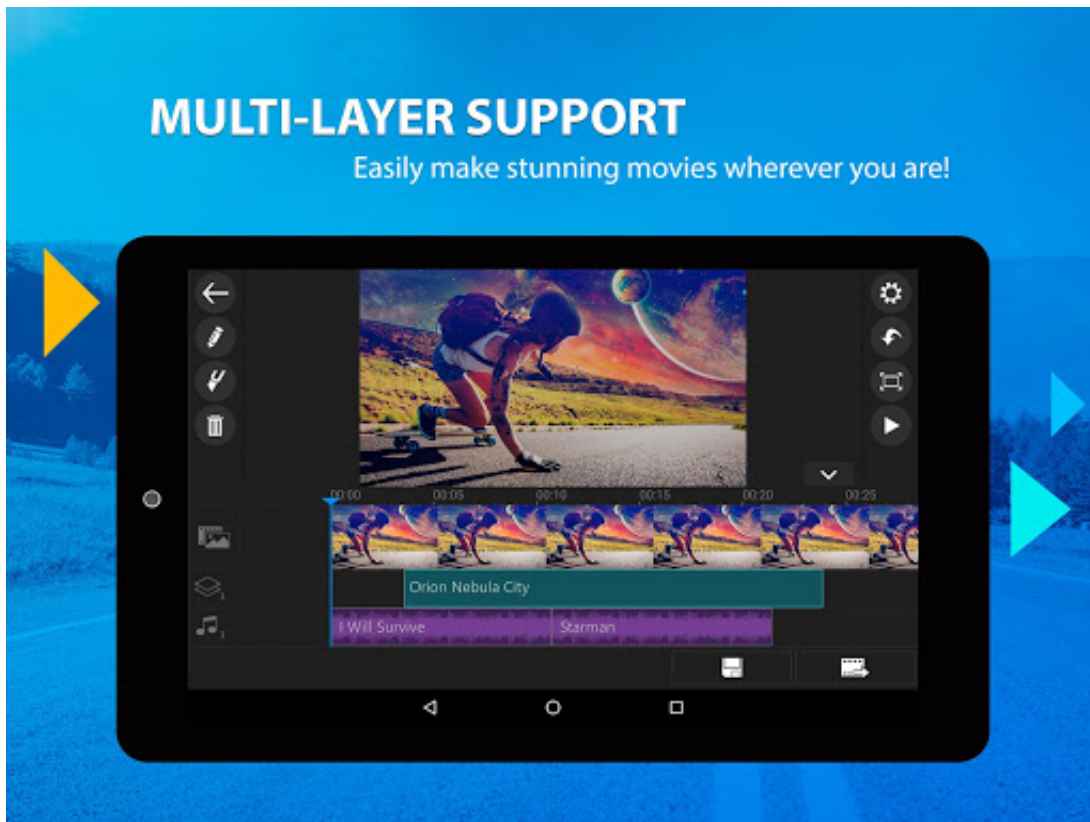 MULTI-LAYER SUPPORT
Easily make stunning movies wherever you are!
00:00 00:05 00:10 00:15 00:20 00:25
Orion Nebula City
1
I Will Survive Starman